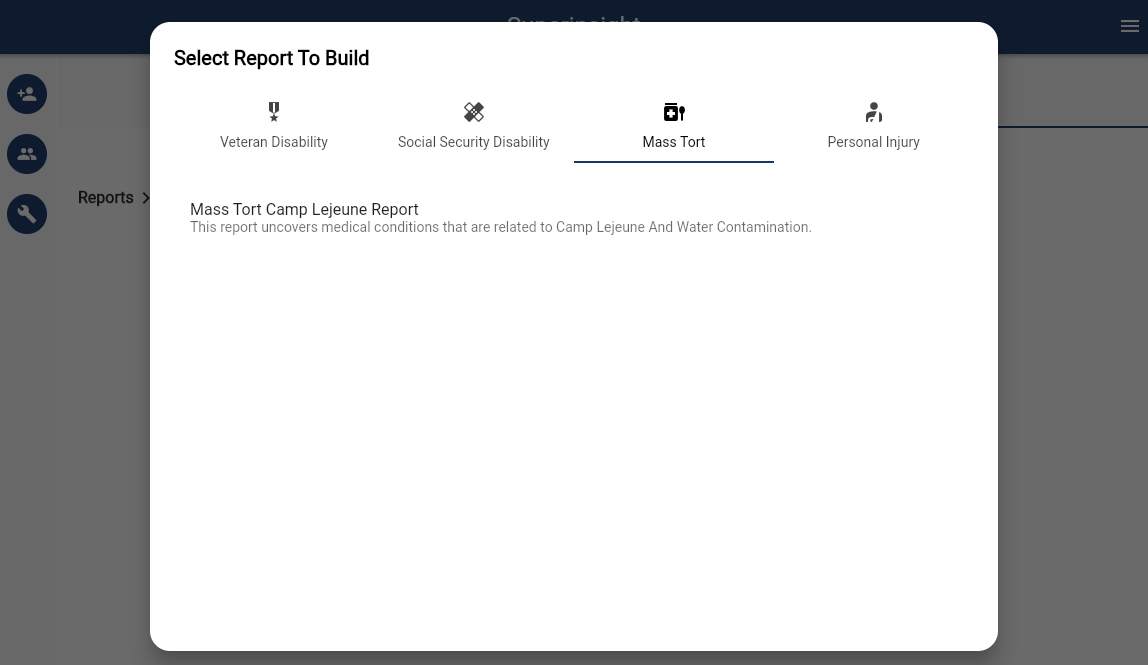 Superinsight
Select Report To Build
Veteran Disability
Social Security Disability
Mass Tort
Personal Injury
Reports
Mass Tort Camp Lejeune Report
This report uncovers medical conditions that are related to Camp Lejeune And Water Contamination.